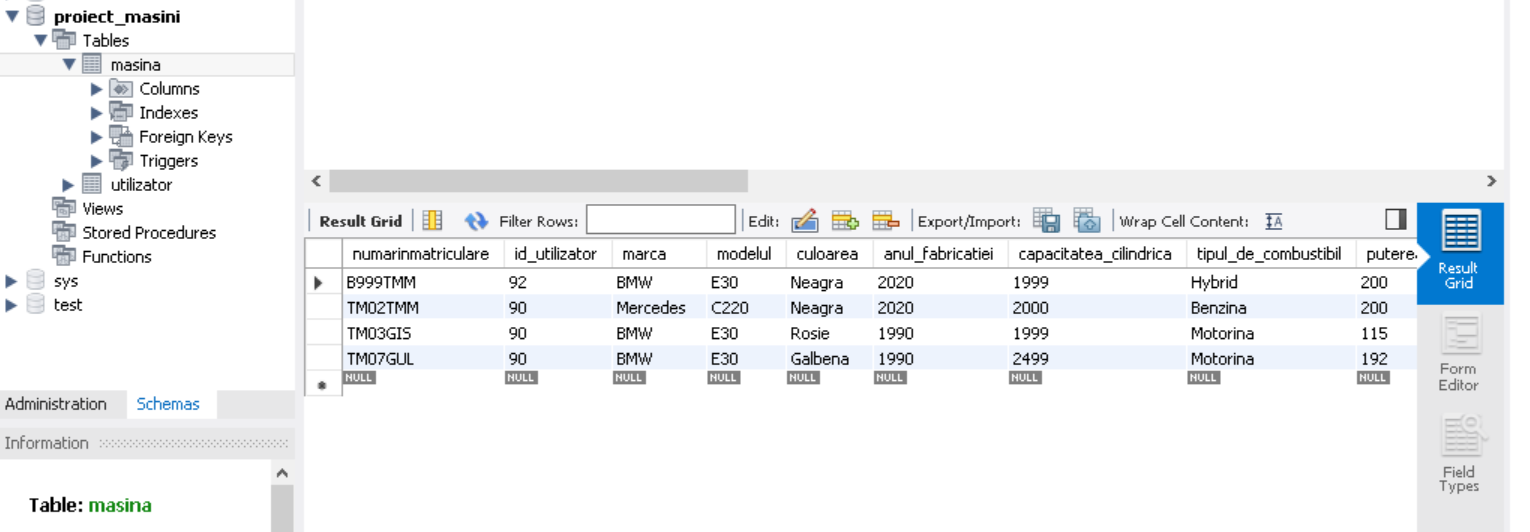 proiect_masini
Tables
masina
Columns
Indexes
Foreign Keys
Triggers
utilizator
Views
Stored Procedures
Functions
sys
test
Administration Schemas
Information
Table: masina
Result Grid Filter Rows: Edit: Export/Import: Wrap Cell Content:
numarinmatriculare id_utilizator marca modelul culoarea anul_fabricatiei capacitatea_cilindrica tipul_de_combustibil puterea
B999TMM 92 BMW E30 Neagra 2020 1999 Hybrid 200
TM02TMM 90 Mercedes C220 Neagra 2020 2000 Benzina 200
TM03GIS 90 BMW E30 Rosie 1990 1999 Motorina 115
TM07GUL 90 BMW E30 Galbena 1990 2499 Motorina 192
NULL NULL NULL NULL NULL NULL NULL NULL NULL
Result
Grid
Form
Editor
Field
Types